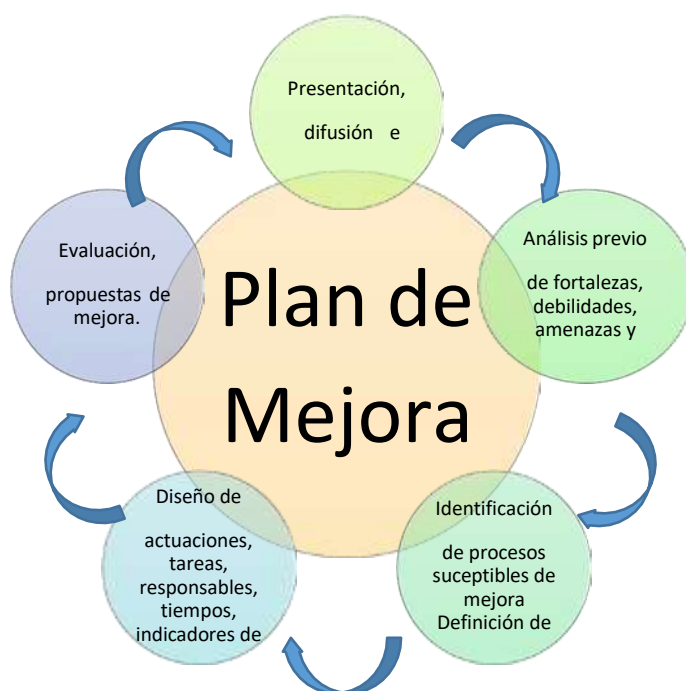 Presentación,
difusión e
Análisis previo
de fortalezas,
debilidades,
amenazas y
Identificación
de procesos
suceptibles de
mejora
Definición de
Diseño de
actuaciones,
tareas,
responsables,
tiempos,
indicadores de
Evaluación,
propuestas de
mejora.
Plan de
Mejora